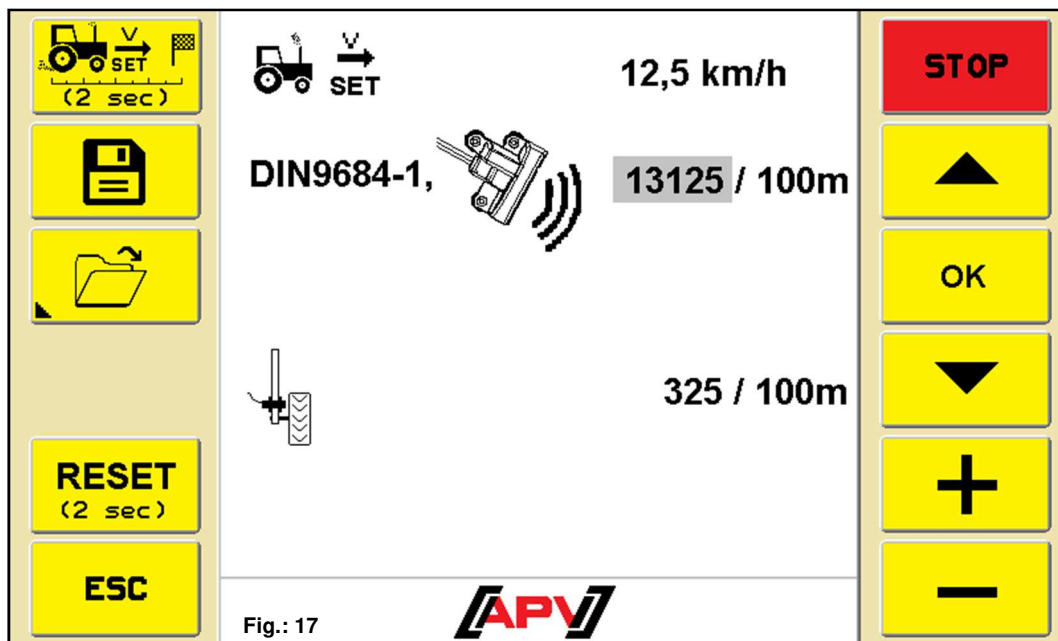 V
SET
(2 sec)
V
SET
12,5 km/h
STOP
DIN9684-1,
13125 / 100m
OK
325 / 100m
RESET
(2 sec)
ESC
Fig.: 17
APV